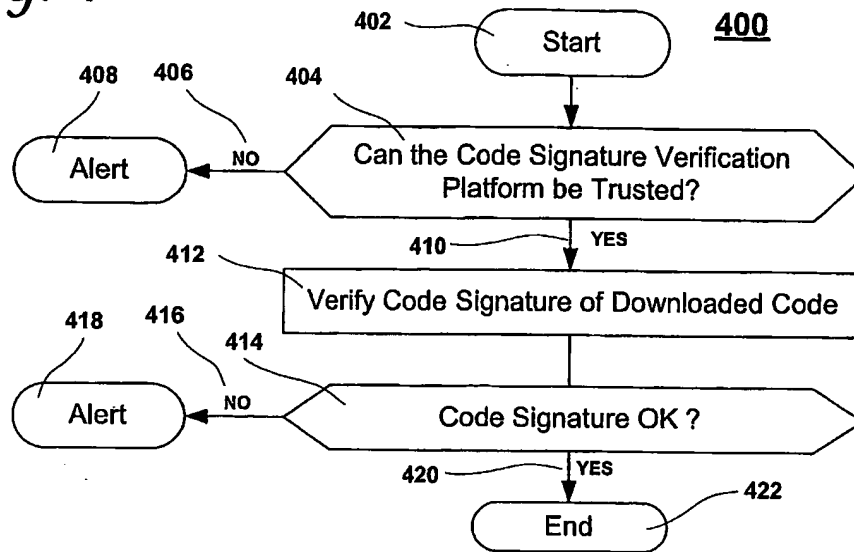 402
Start
400
406
408
404
Alert
NO
Can the Code Signature Verification
Platform be Trusted?
410
YES
412
Verify Code Signature of Downloaded Code
416
418
414
Alert
NO
Code Signature OK ?
420
YES
422
End